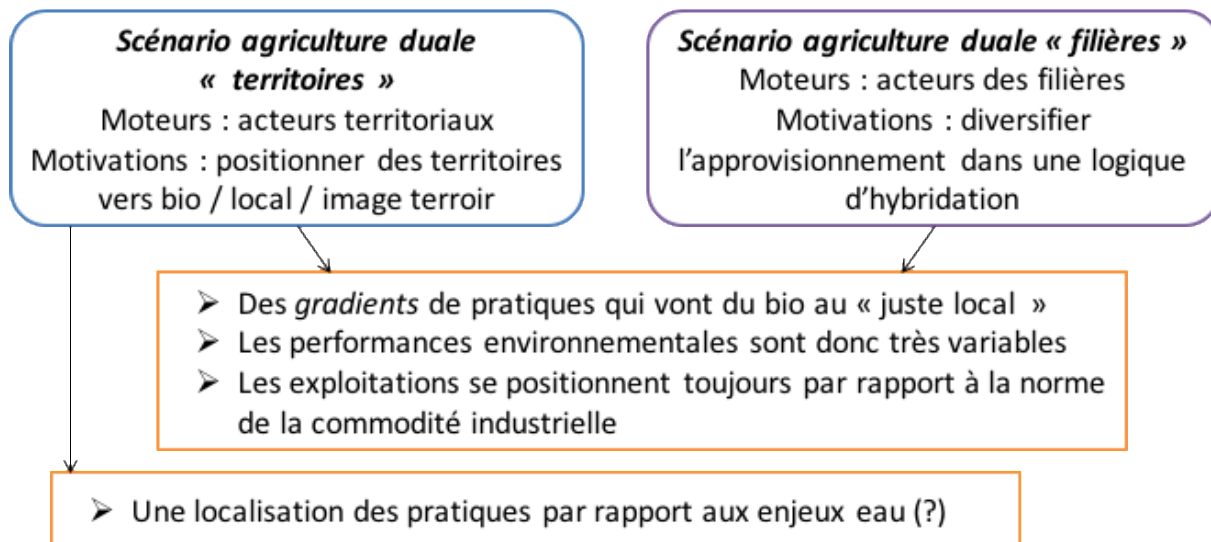 Scénario agriculture duale
« territoires »
Moteurs : acteurs territoriaux
Motivations : positionner des territoires
vers bio / local / image terroir
Scénario agriculture duale « filières »
Moteurs : acteurs des filières
Motivations : diversifier
l’approvisionnement dans une logique
d’hybridation
➢ Des gradients de pratiques qui vont du bio au « juste local »
➢ Les performances environnementales sont donc très variables
➢ Les exploitations se positionnent toujours par rapport à la norme
de la commodité industrielle
➢ Une localisation des pratiques par rapport aux enjeux eau (?)